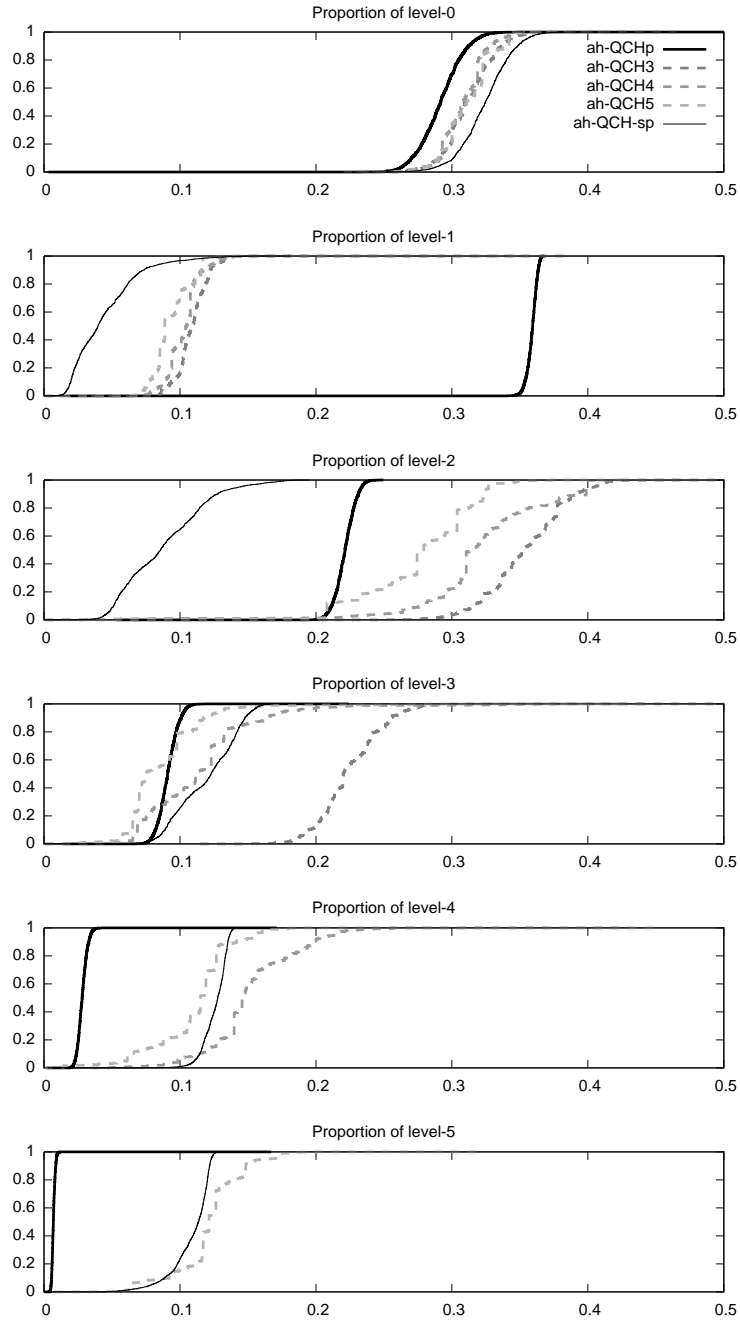 Proportion of level-0
1
0.8
0.6
0.4
0.2
0
ah-QCHp
ah-QCH3
ah-QCH4
ah-QCH5
ah-QCH-sp
0 0.1 0.2 0.3 0.4 0.5
Proportion of level-1
1
0.8
0.6
0.4
0.2
0
0 0.1 0.2 0.3 0.4 0.5
Proportion of level-2
1
0.8
0.6
0.4
0.2
0
0 0.1 0.2 0.3 0.4 0.5
Proportion of level-3
1
0.8
0.6
0.4
0.2
0
0 0.1 0.2 0.3 0.4 0.5
Proportion of level-4
1
0.8
0.6
0.4
0.2
0
0 0.1 0.2 0.3 0.4 0.5
Proportion of level-5
1
0.8
0.6
0.4
0.2
0
0 0.1 0.2 0.3 0.4 0.5